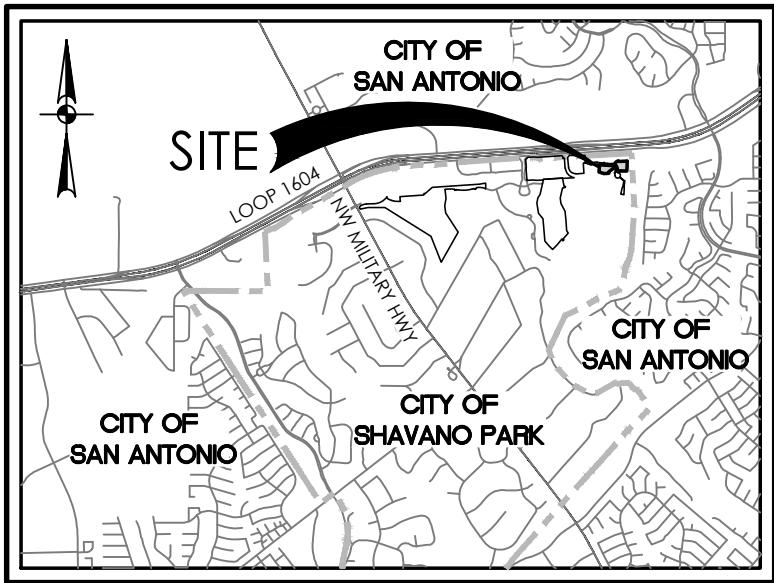 CITY OF
SAN ANTONIO
SITE
LOOP 1604
NW MILITARY HWY
CITY OF
SAN ANTONIO
CITY OF
SHAVANO PARK
CITY OF
SAN ANTONIO